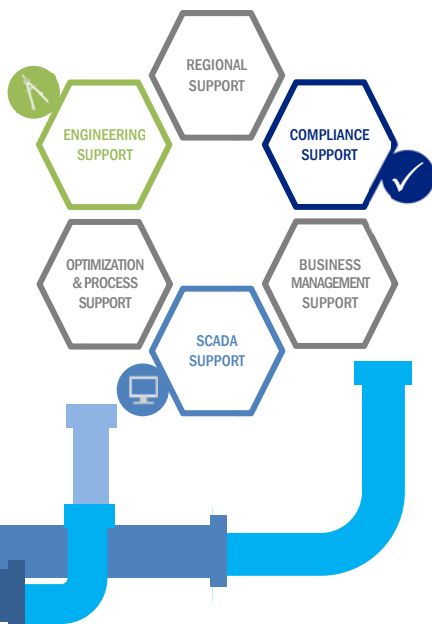 REGIONAL
SUPPORT
ENGINEERING
SUPPORT
COMPLIANCE
SUPPORT
OPTIMIZATION
& PROCESS
SUPPORT
BUSINESS
MANAGEMENT
SUPPORT
SCADA
SUPPORT